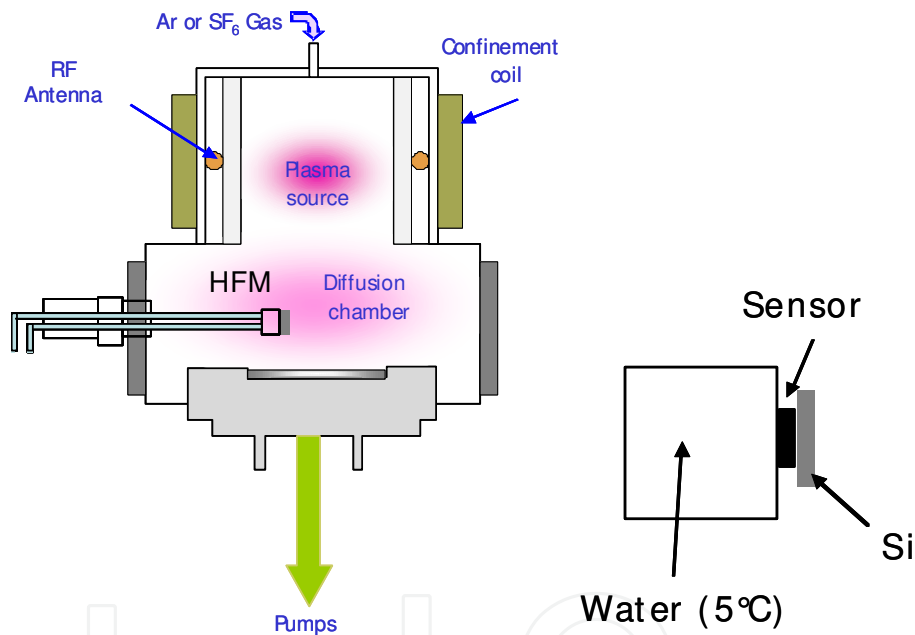 Ar or SF₆ Gas
RF
Antenna
Confinement
coil
Plasma
source
HFM
Diffusion
chamber
Sensor
Si
Water (5°C)
Pumps